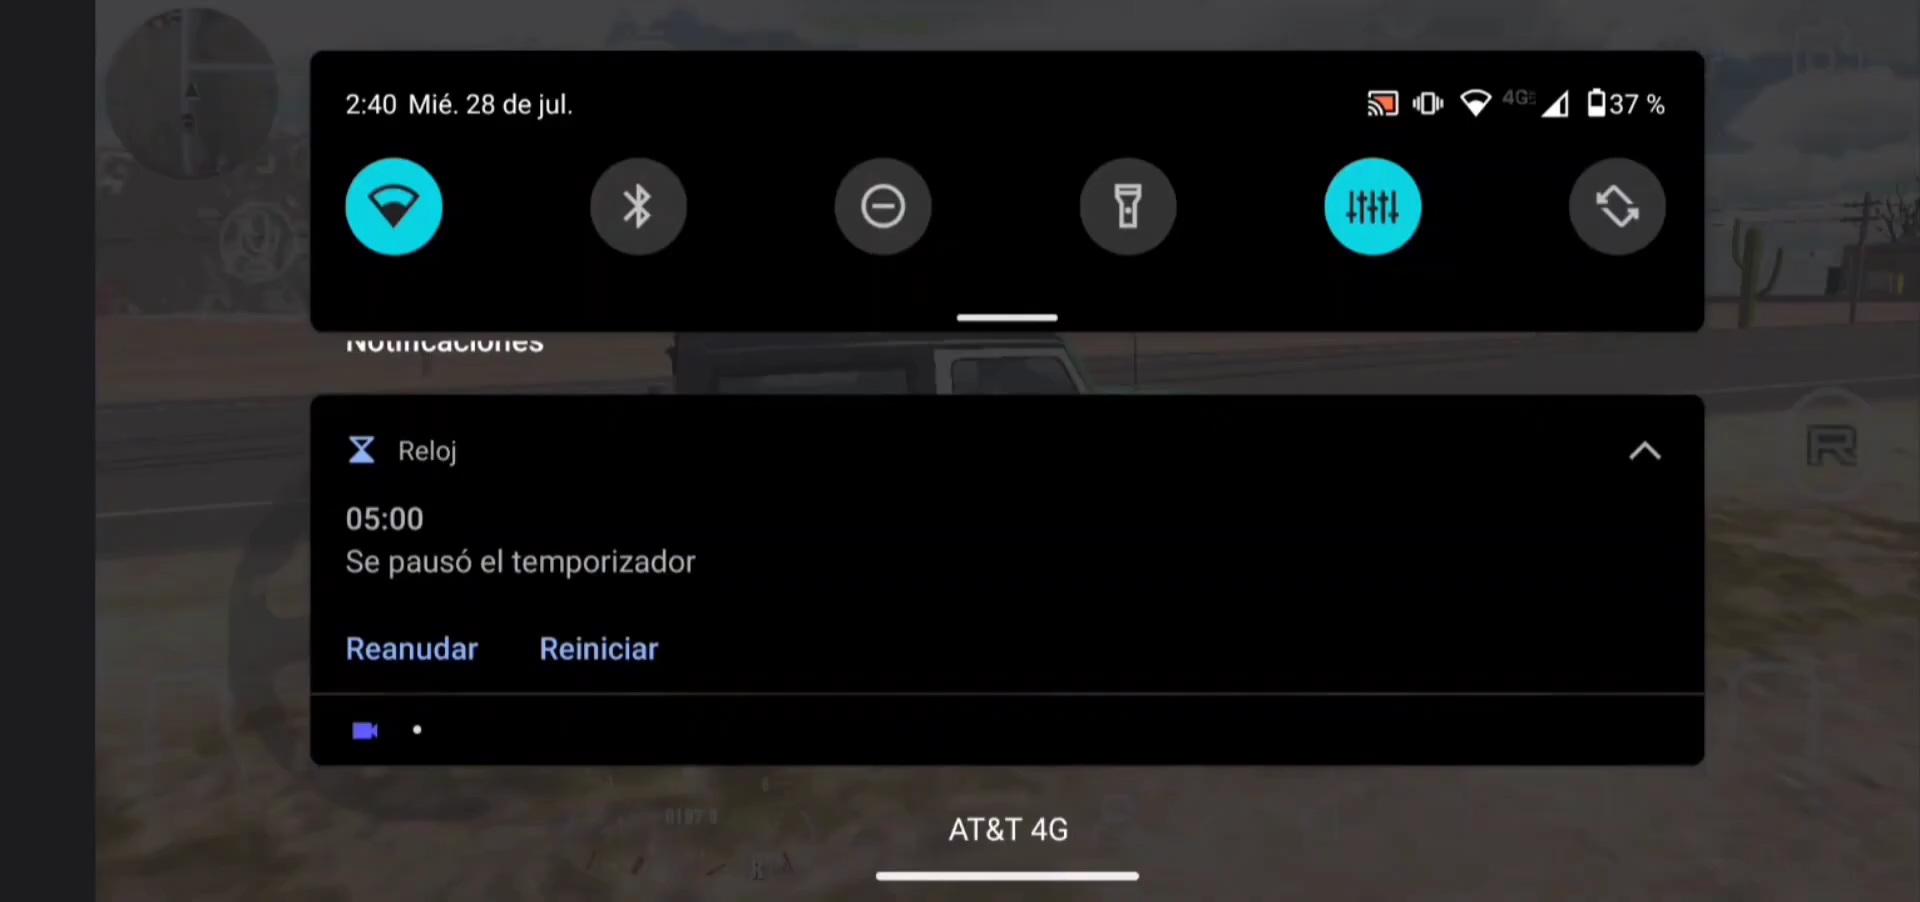 2:40 Mié. 28 de jul.
4G
37 %
Notificaciones
Reloj
05:00
Se pausó el temporizador
Reanudar Reiniciar
AT&T 4G
R